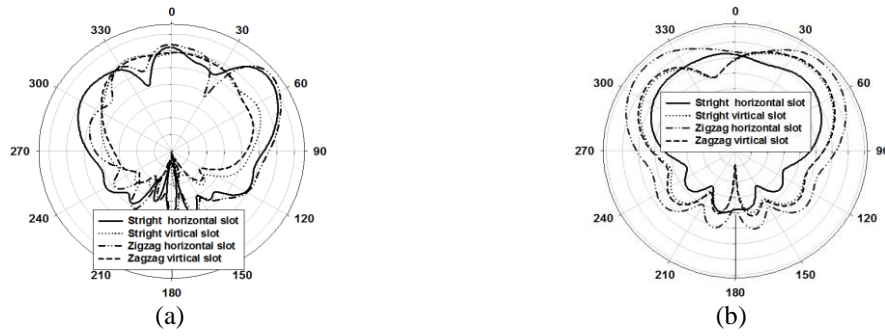 0
330
30
300
60
270
90
240
120
210
150
180
Stright horizontal slot
Stright virtical slot
Zigzag horizontal slot
Zagzag virtical slot
(a)
0
330
30
300
60
270
90
240
120
210
150
180
Stright horizontal slot
Stright virtical slot
Zigzag horizontal slot
Zagzag virtical slot
(b)